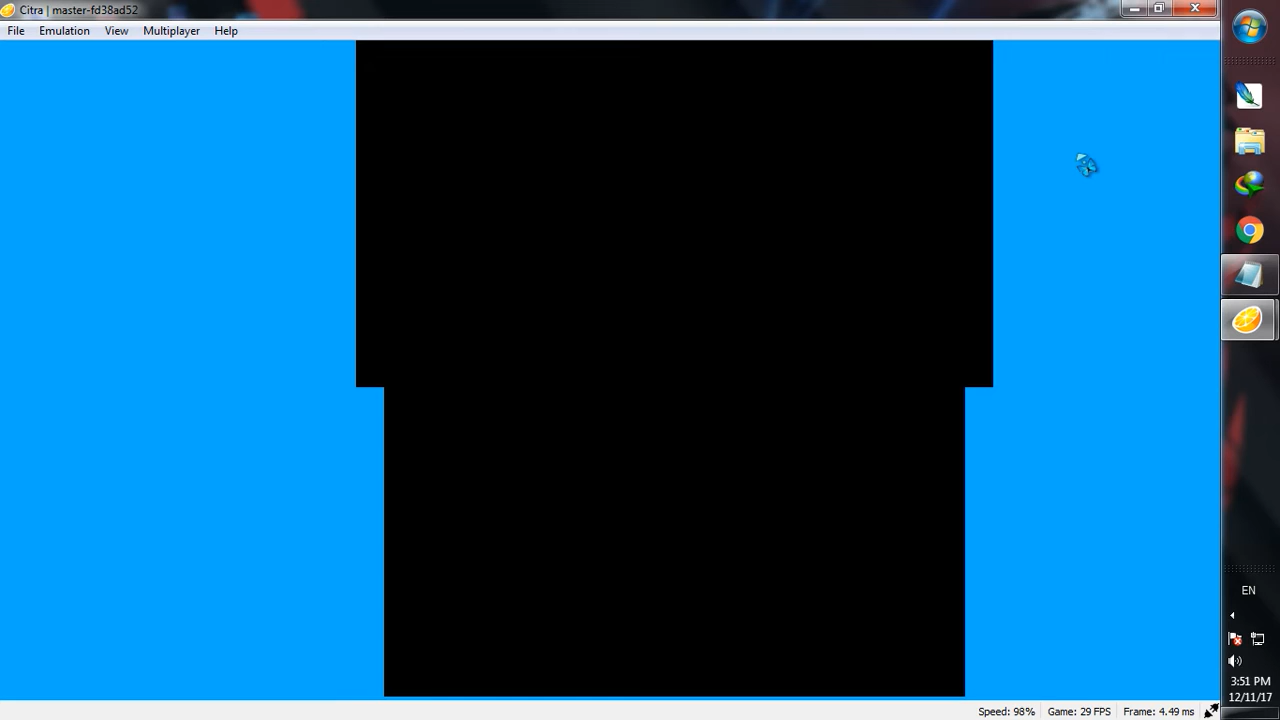 Citra | master-fd38ad52
File Emulation View Multiplayer Help
EN
3:51 PM
12/11/17
Speed: 98% Game: 29 FPS Frame: 4.49 ms